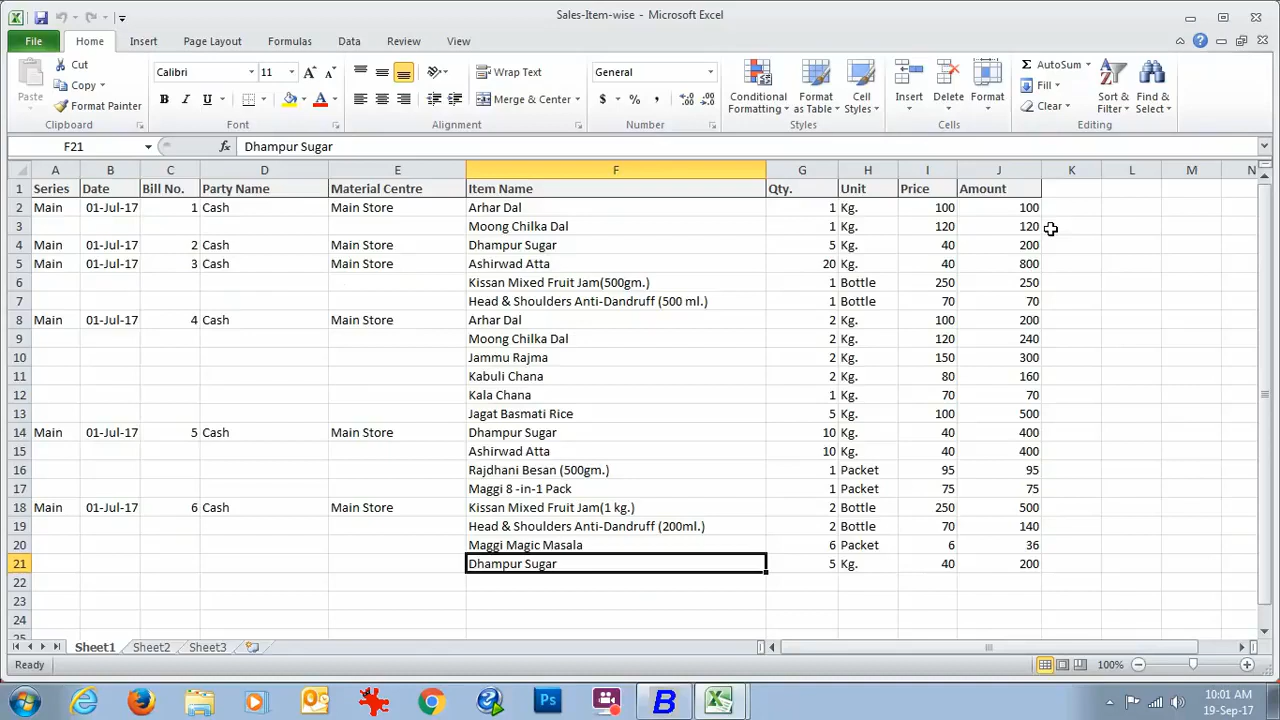 Sales-Item-wise - Microsoft Excel
File Home Insert Page Layout Formulas Data Review View
Paste Cut Copy Format Painter Clipboard
Calibri 11 B I U Font
Wrap Text Merge & Center Alignment
General $ % , Number
Conditional Formatting Format as Table Cell Styles Styles
Insert Delete Format Cells
Σ AutoSum Fill Clear Sort & Filter Find & Select Editing
F21 fx Dhampur Sugar
A B C D E F G H I J K L M N
1 Series Date Bill No. Party Name Material Centre Item Name Qty. Unit Price Amount
2 Main 01-Jul-17 1 Cash Main Store Arhar Dal 1 Kg. 100 100
3 Moong Chilka Dal 1 Kg. 120 120
4 Main 01-Jul-17 2 Cash Main Store Dhampur Sugar 5 Kg. 40 200
5 Main 01-Jul-17 3 Cash Main Store Ashirwad Atta 20 Kg. 40 800
6 Kissan Mixed Fruit Jam(500gm.) 1 Bottle 250 250
7 Head & Shoulders Anti-Dandruff (500 ml.) 1 Bottle 70 70
8 Main 01-Jul-17 4 Cash Main Store Arhar Dal 2 Kg. 100 200
9 Moong Chilka Dal 2 Kg. 120 240
10 Jammu Rajma 2 Kg. 150 300
11 Kabuli Chana 2 Kg. 80 160
12 Kala Chana 1 Kg. 70 70
13 Jagat Basmati Rice 5 Kg. 100 500
14 Main 01-Jul-17 5 Cash Main Store Dhampur Sugar 10 Kg. 40 400
15 Ashirwad Atta 10 Kg. 40 400
16 Rajdhani Besan (500gm.) 1 Packet 95 95
17 Maggi 8 -in-1 Pack 1 Packet 75 75
18 Main 01-Jul-17 6 Cash Main Store Kissan Mixed Fruit Jam(1 kg.) 2 Bottle 250 500
19 Head & Shoulders Anti-Dandruff (200ml.) 2 Bottle 70 140
20 Maggi Magic Masala 6 Packet 6 36
21 Dhampur Sugar 5 Kg. 40 200
22
23
24
25
Sheet1 Sheet2 Sheet3
Ready 100%
Ps B
10:01 AM
19-Sep-17